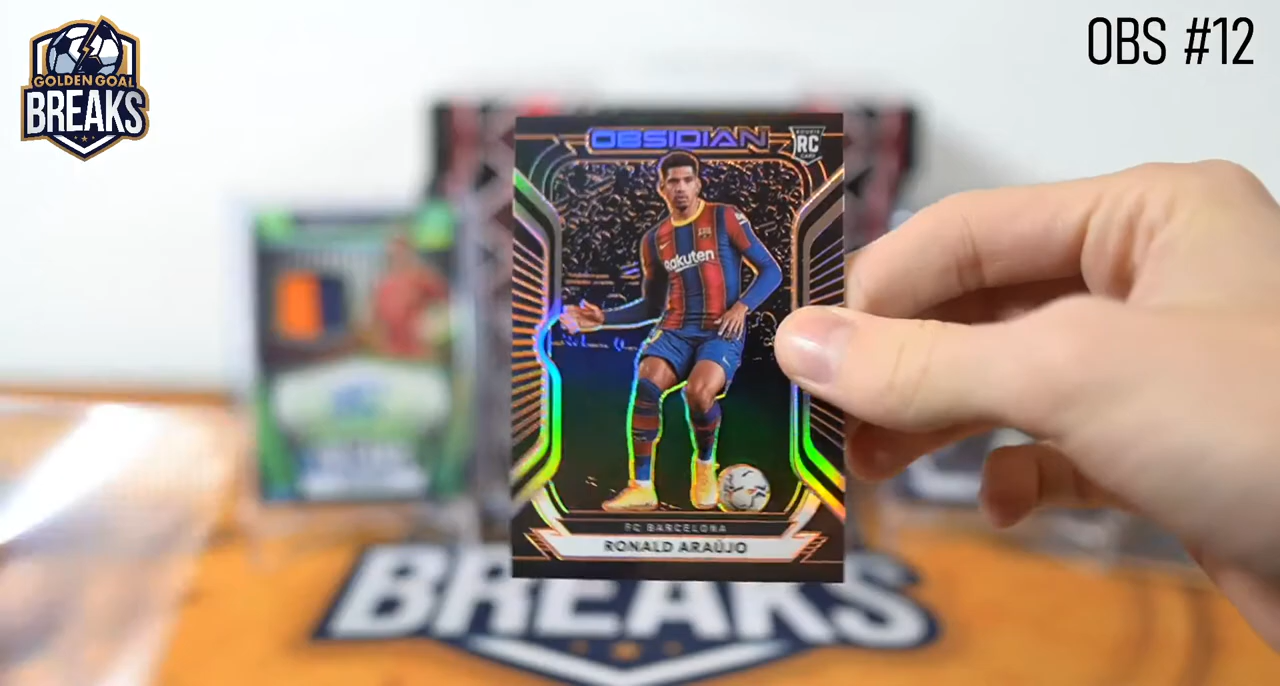 GOLDEN GOAL
BREAKS
OBS #12
OBSIDIAN
ROOKIE
RC
CARD
Rakuten
FC BARCELONA
RONALD ARAÚJO
BREAKS